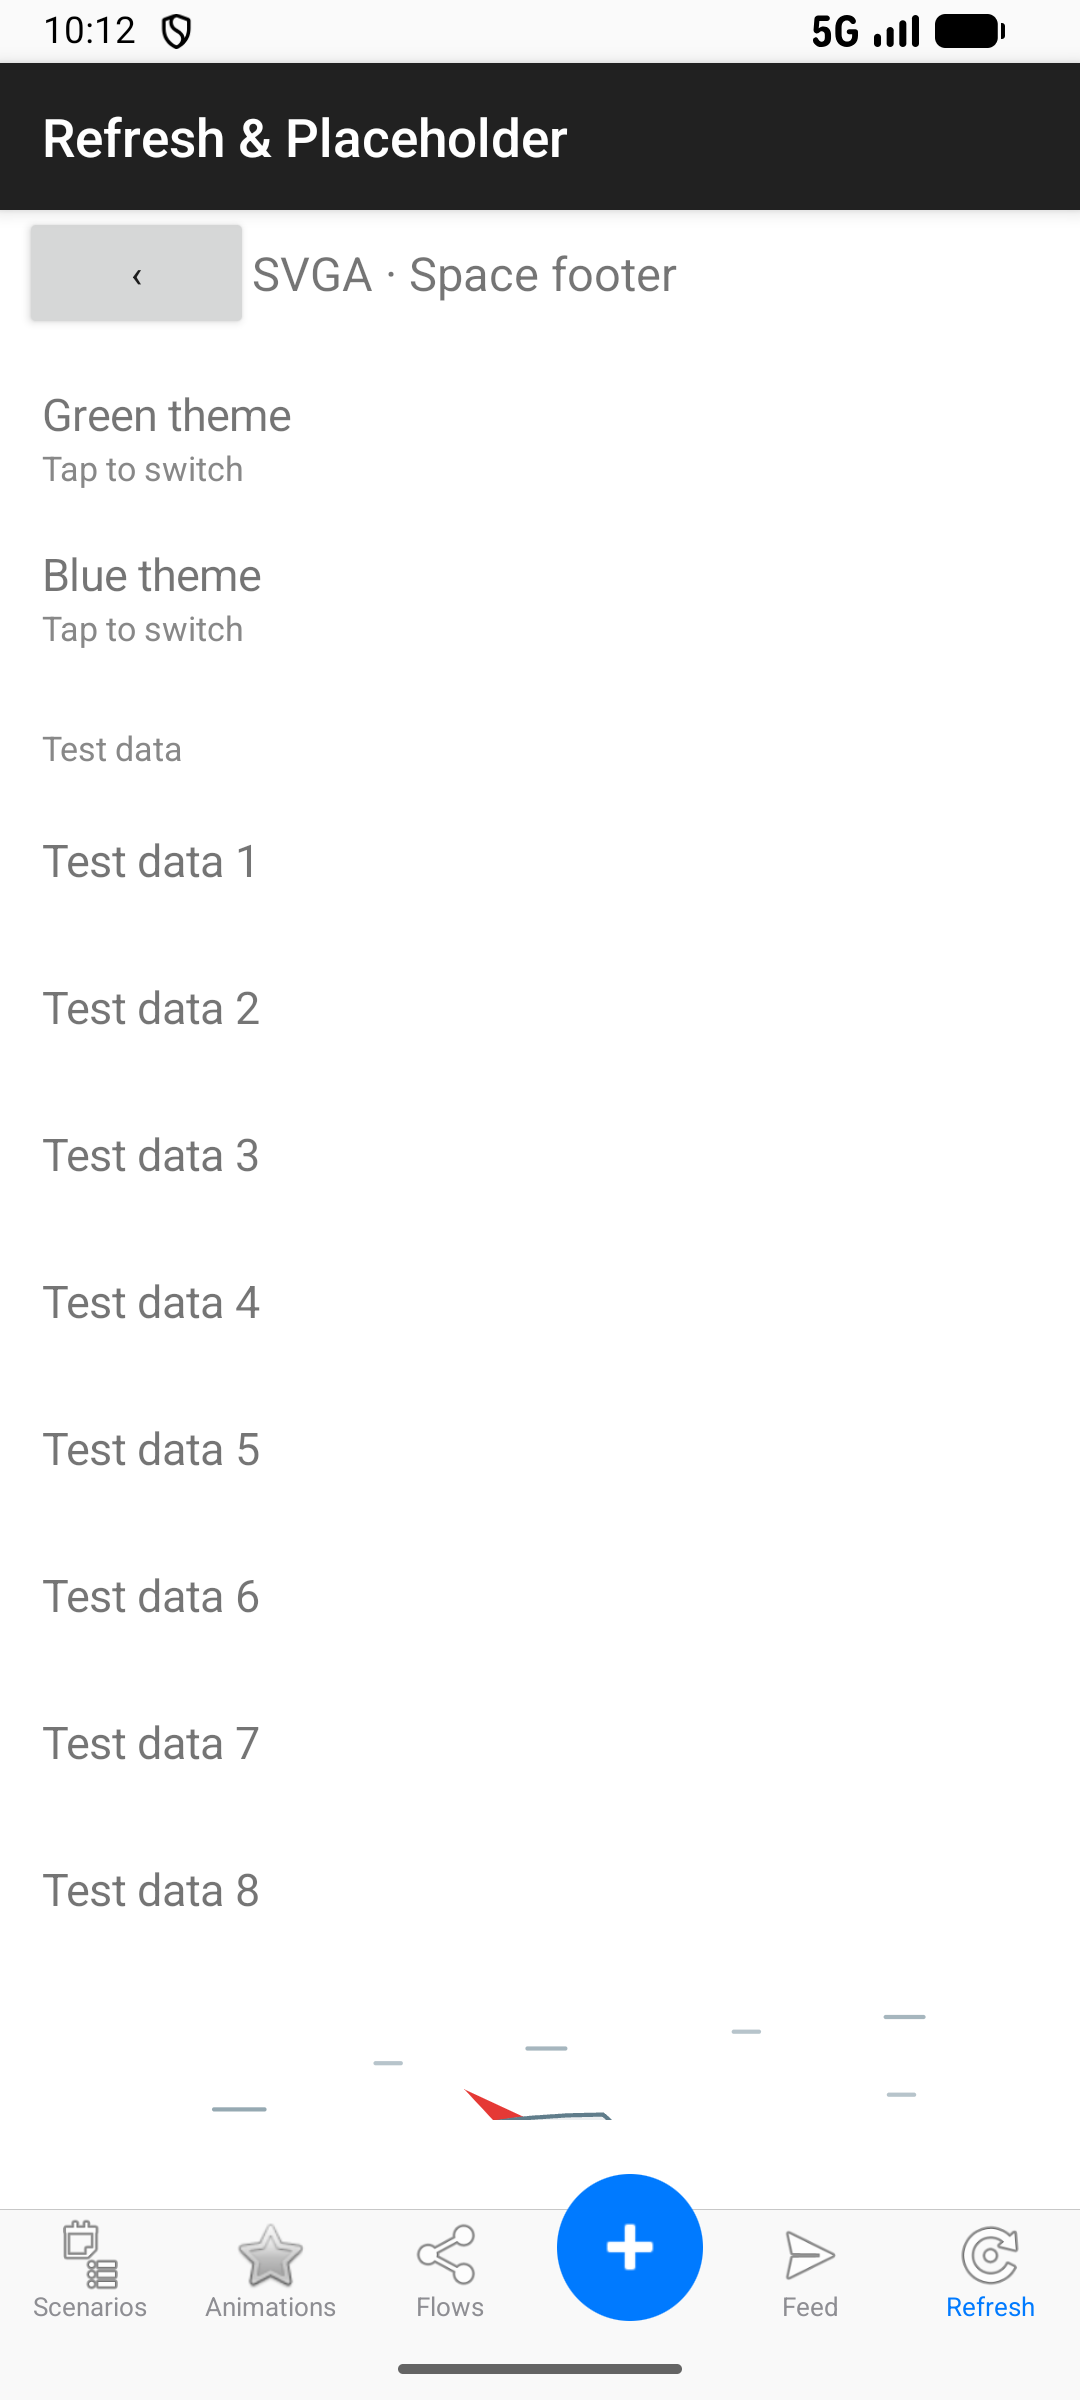 10:12
5G
Refresh & Placeholder
‹
SVGA · Space footer
Green theme
Tap to switch
Blue theme
Tap to switch
Test data
Test data 1
Test data 2
Test data 3
Test data 4
Test data 5
Test data 6
Test data 7
Test data 8
Scenarios
Animations
Flows
Feed
Refresh